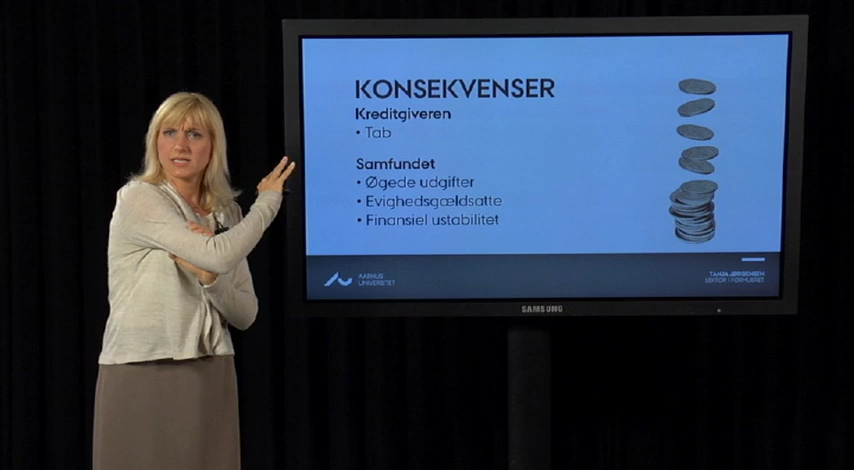 KONSEKVENSER
Kreditgiveren
• Tab
Samfundet
• Øgede udgifter
• Evighedsgældsatte
• Finansiel ustabilitet
AARHUS
UNIVERSITET
TANJA JØRGENSEN
LEKTOR I FORMUERET
SAMSUNG